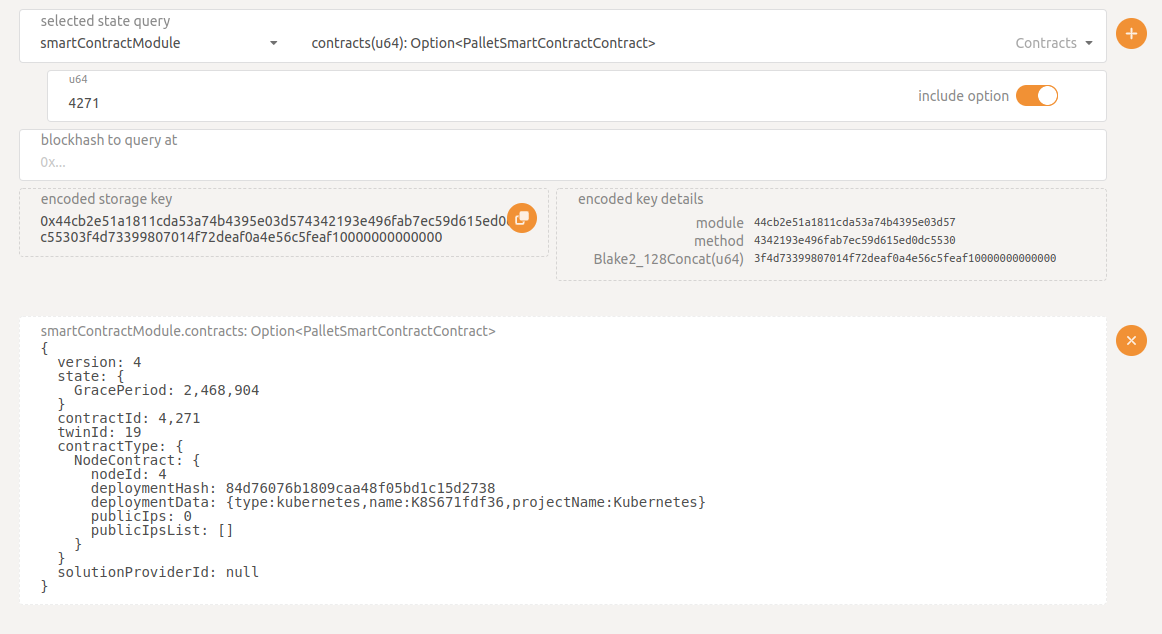 selected state query
smartContractModule contracts(u64): Option<PalletSmartContractContract> Contracts
u64
4271
include option
blockhash to query at
0x...
encoded storage key
0x44cb2e51a1811cda53a74b4395e03d574342193e496fab7ec59d615ed0
c55303f4d73399807014f72deaf0a4e56c5feaf10000000000000
encoded key details
module 44cb2e51a1811cda53a74b4395e03d57
method 4342193e496fab7ec59d615ed0dc5530
Blake2_128Concat(u64) 3f4d73399807014f72deaf0a4e56c5feaf10000000000000
smartContractModule.contracts: Option<PalletSmartContractContract>
{
version: 4
state: {
GracePeriod: 2,468,904
}
contractId: 4,271
twinId: 19
contractType: {
NodeContract: {
nodeId: 4
deploymentHash: 84d76076b1809caa48f05bd1c15d2738
deploymentData: {type:kubernetes,name:K8S671fdf36,projectName:Kubernetes}
publicIps: 0
publicIpsList: []
}
}
solutionProviderId: null
}